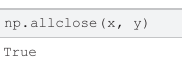 np.allclose(x, y)
True